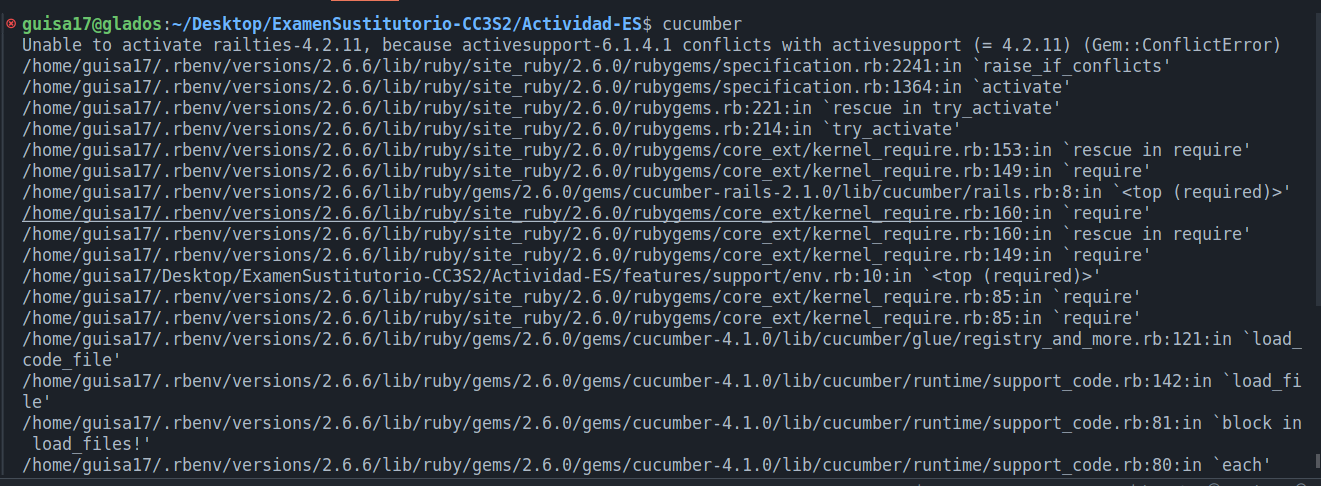 guisa17@glados:~/Desktop/ExamenSustitutorio-CC3S2/Actividad-ES$ cucumber
Unable to activate railties-4.2.11, because activesupport-6.1.4.1 conflicts with activesupport (= 4.2.11) (Gem::ConflictError)
/home/guisa17/.rbenv/versions/2.6.6/lib/ruby/site_ruby/2.6.0/rubygems/specification.rb:2241:in `raise_if_conflicts'
/home/guisa17/.rbenv/versions/2.6.6/lib/ruby/site_ruby/2.6.0/rubygems/specification.rb:1364:in `activate'
/home/guisa17/.rbenv/versions/2.6.6/lib/ruby/site_ruby/2.6.0/rubygems.rb:221:in `rescue in try_activate'
/home/guisa17/.rbenv/versions/2.6.6/lib/ruby/site_ruby/2.6.0/rubygems.rb:214:in `try_activate'
/home/guisa17/.rbenv/versions/2.6.6/lib/ruby/site_ruby/2.6.0/rubygems/core_ext/kernel_require.rb:153:in `rescue in require'
/home/guisa17/.rbenv/versions/2.6.6/lib/ruby/site_ruby/2.6.0/rubygems/core_ext/kernel_require.rb:149:in `require'
/home/guisa17/.rbenv/versions/2.6.6/lib/ruby/gems/2.6.0/gems/cucumber-rails-2.1.0/lib/cucumber/rails.rb:8:in `<top (required)>'
/home/guisa17/.rbenv/versions/2.6.6/lib/ruby/site_ruby/2.6.0/rubygems/core_ext/kernel_require.rb:160:in `require'
/home/guisa17/.rbenv/versions/2.6.6/lib/ruby/site_ruby/2.6.0/rubygems/core_ext/kernel_require.rb:160:in `rescue in require'
/home/guisa17/.rbenv/versions/2.6.6/lib/ruby/site_ruby/2.6.0/rubygems/core_ext/kernel_require.rb:149:in `require'
/home/guisa17/Desktop/ExamenSustitutorio-CC3S2/Actividad-ES/features/support/env.rb:10:in `<top (required)>'
/home/guisa17/.rbenv/versions/2.6.6/lib/ruby/site_ruby/2.6.0/rubygems/core_ext/kernel_require.rb:85:in `require'
/home/guisa17/.rbenv/versions/2.6.6/lib/ruby/site_ruby/2.6.0/rubygems/core_ext/kernel_require.rb:85:in `require'
/home/guisa17/.rbenv/versions/2.6.6/lib/ruby/gems/2.6.0/gems/cucumber-4.1.0/lib/cucumber/glue/registry_and_more.rb:121:in `load_
code_file'
/home/guisa17/.rbenv/versions/2.6.6/lib/ruby/gems/2.6.0/gems/cucumber-4.1.0/lib/cucumber/runtime/support_code.rb:142:in `load_fi
le'
/home/guisa17/.rbenv/versions/2.6.6/lib/ruby/gems/2.6.0/gems/cucumber-4.1.0/lib/cucumber/runtime/support_code.rb:81:in `block in
 load_files!'
/home/guisa17/.rbenv/versions/2.6.6/lib/ruby/gems/2.6.0/gems/cucumber-4.1.0/lib/cucumber/runtime/support_code.rb:80:in `each'